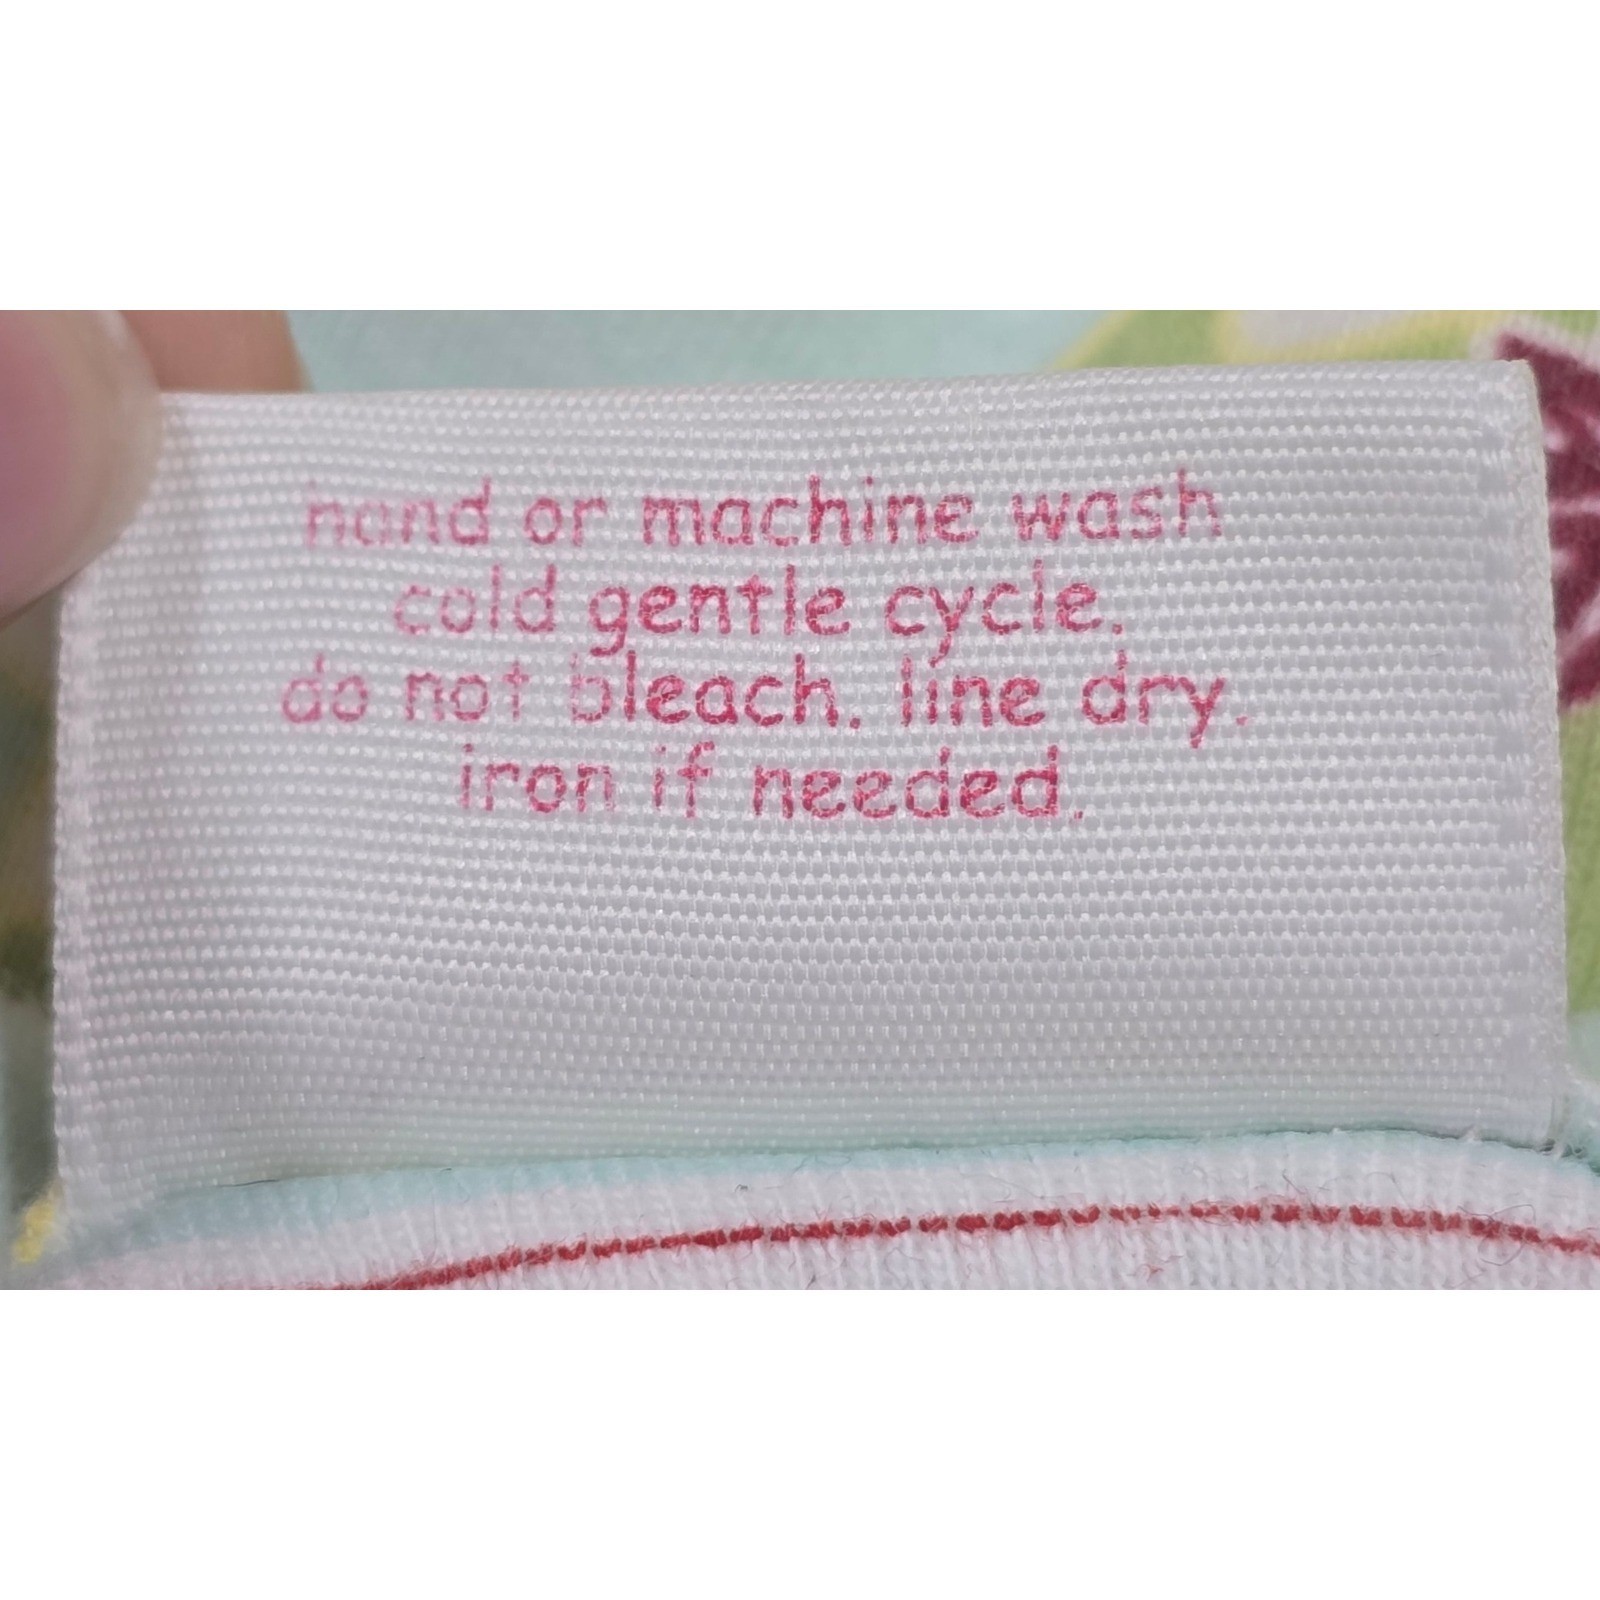 hand or machine wash
cold gentle cycle.
do not bleach. line dry.
iron if needed.